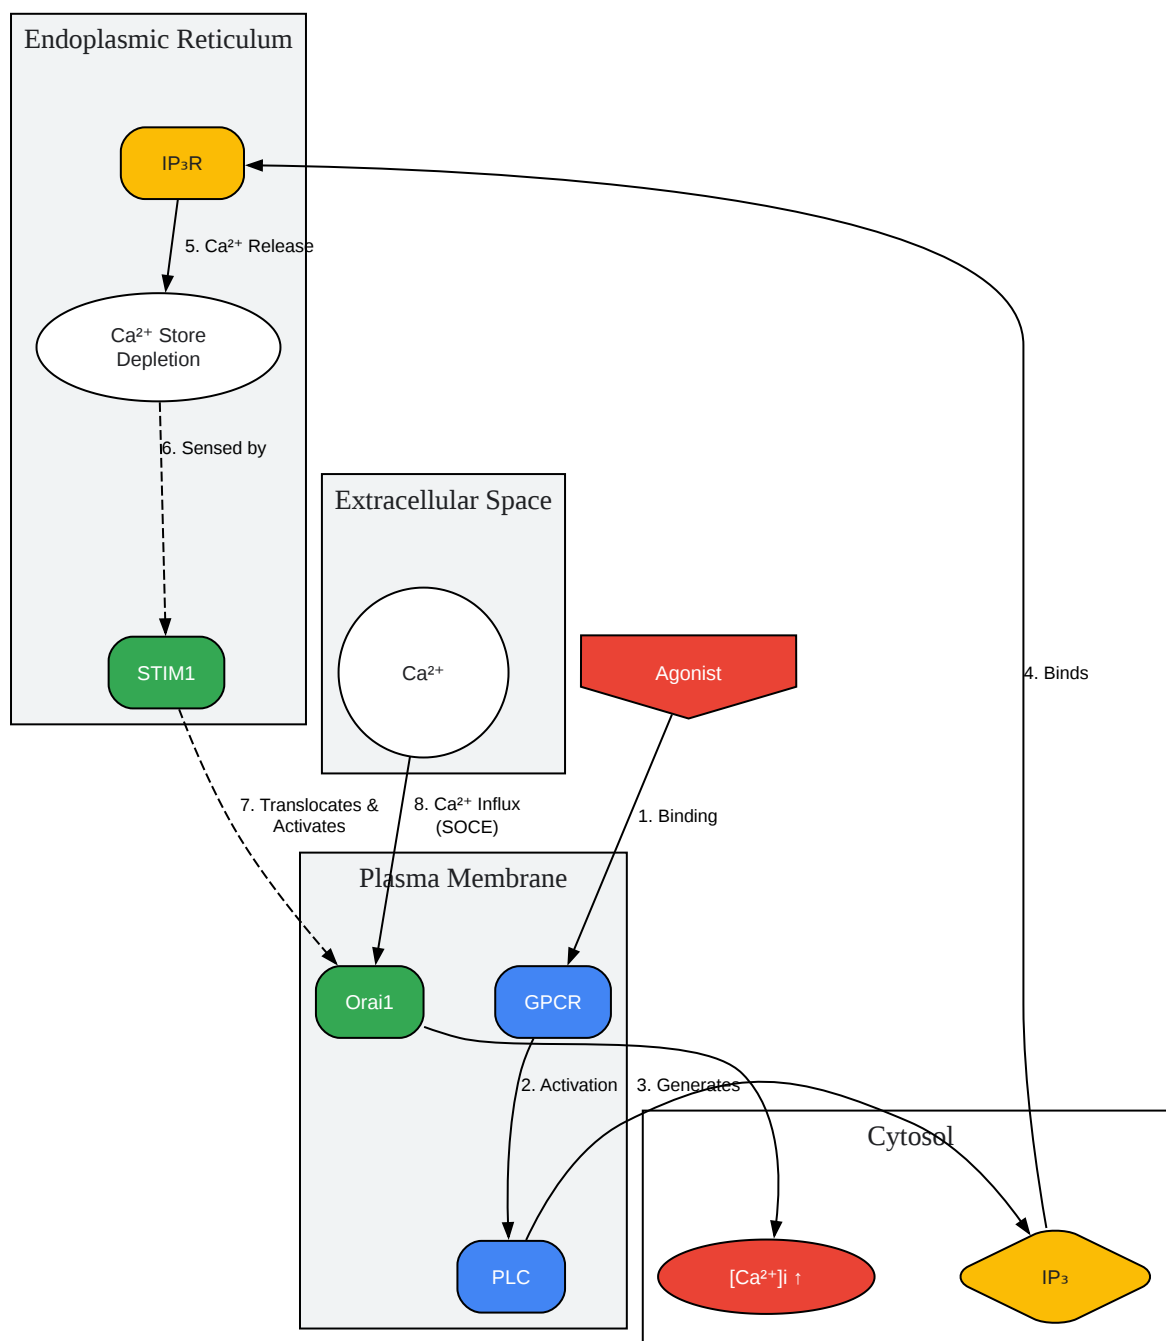 Endoplasmic Reticulum
IP₃R
5. Ca²⁺ Release
Ca²⁺ Store
Depletion
6. Sensed by
STIM1
Extracellular Space
Ca²⁺
Agonist
4. Binds
7. Translocates &
Activates
8. Ca²⁺ Influx
(SOCE)
1. Binding
Plasma Membrane
Orai1
GPCR
2. Activation
3. Generates
Cytosol
PLC
[Ca²⁺]i ↑
IP₃